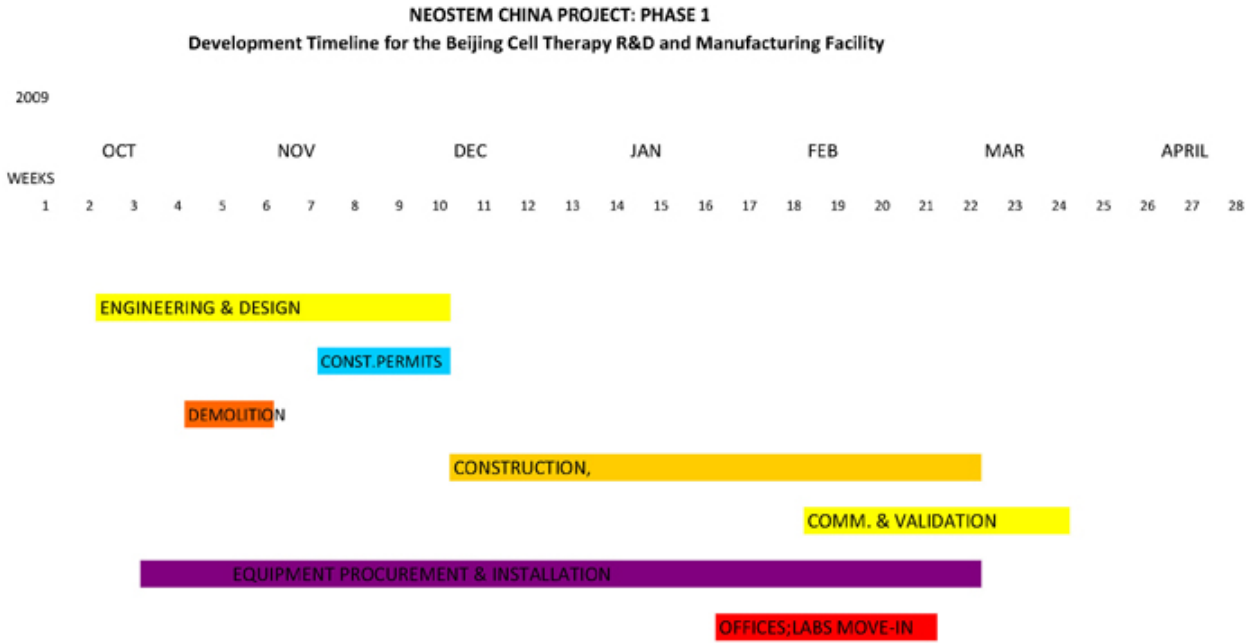 NEOSTEM CHINA PROJECT: PHASE 1
Development Timeline for the Beijing Cell Therapy R&D and Manufacturing Facility
2009
OCT NOV DEC JAN FEB MAR APRIL
WEEKS
1 2 3 4 5 6 7 8 9 10 11 12 13 14 15 16 17 18 19 20 21 22 23 24 25 26 27 28
ENGINEERING & DESIGN
CONST.PERMITS
DEMOLITION
CONSTRUCTION,
COMM. & VALIDATION
EQUIPMENT PROCUREMENT & INSTALLATION
OFFICES;LABS MOVE-IN